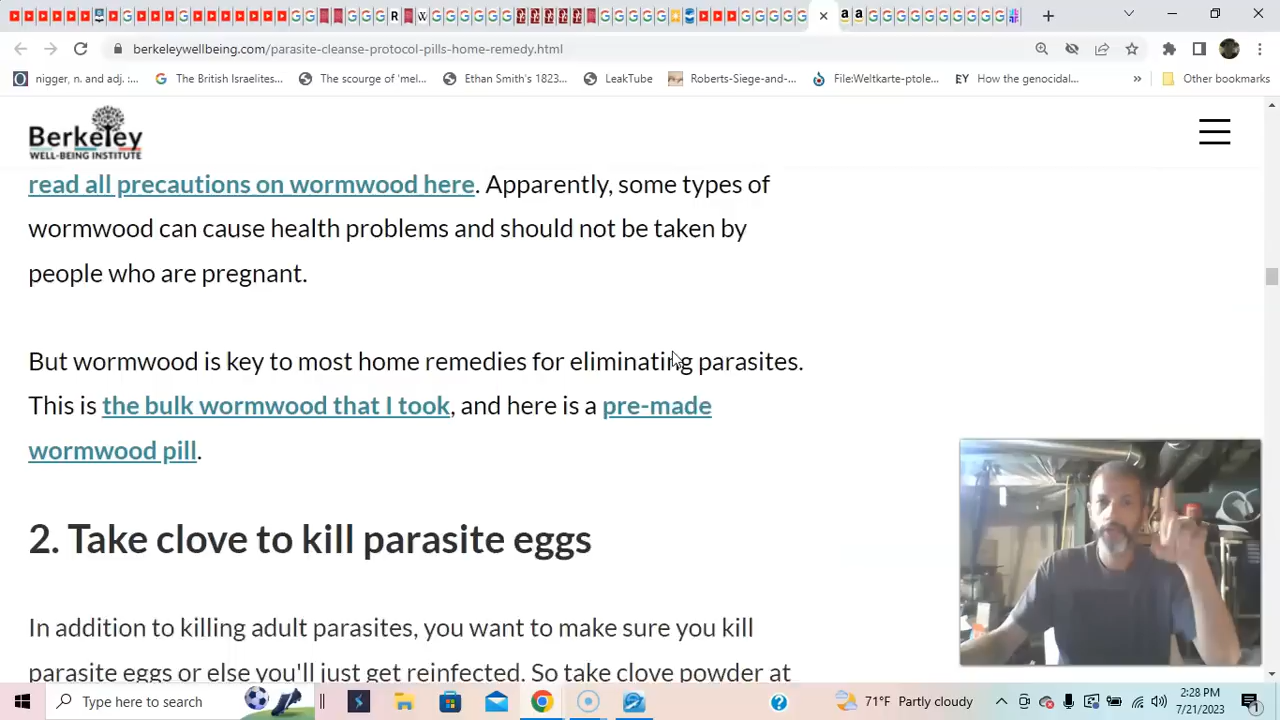 berkeleywellbeing.com/parasite-cleanse-protocol-pills-home-remedy.html
nigger, n. and adj. :...
The British Israelites...
The scourge of 'mel...
Ethan Smith's 1823...
LeakTube
Roberts-Siege-and-...
File:Weltkarte-ptole...
EY
How the genocidal...
»
Other bookmarks
Berkeley
WELL-BEING INSTITUTE
read all precautions on wormwood here. Apparently, some types of
wormwood can cause health problems and should not be taken by
people who are pregnant.
But wormwood is key to most home remedies for eliminating parasites.
This is the bulk wormwood that I took, and here is a pre-made
wormwood pill.
2. Take clove to kill parasite eggs
In addition to killing adult parasites, you want to make sure you kill
parasite eggs or else you'll just get reinfected. So take clove powder at
Type here to search
71°F Partly cloudy
2:28 PM
7/21/2023